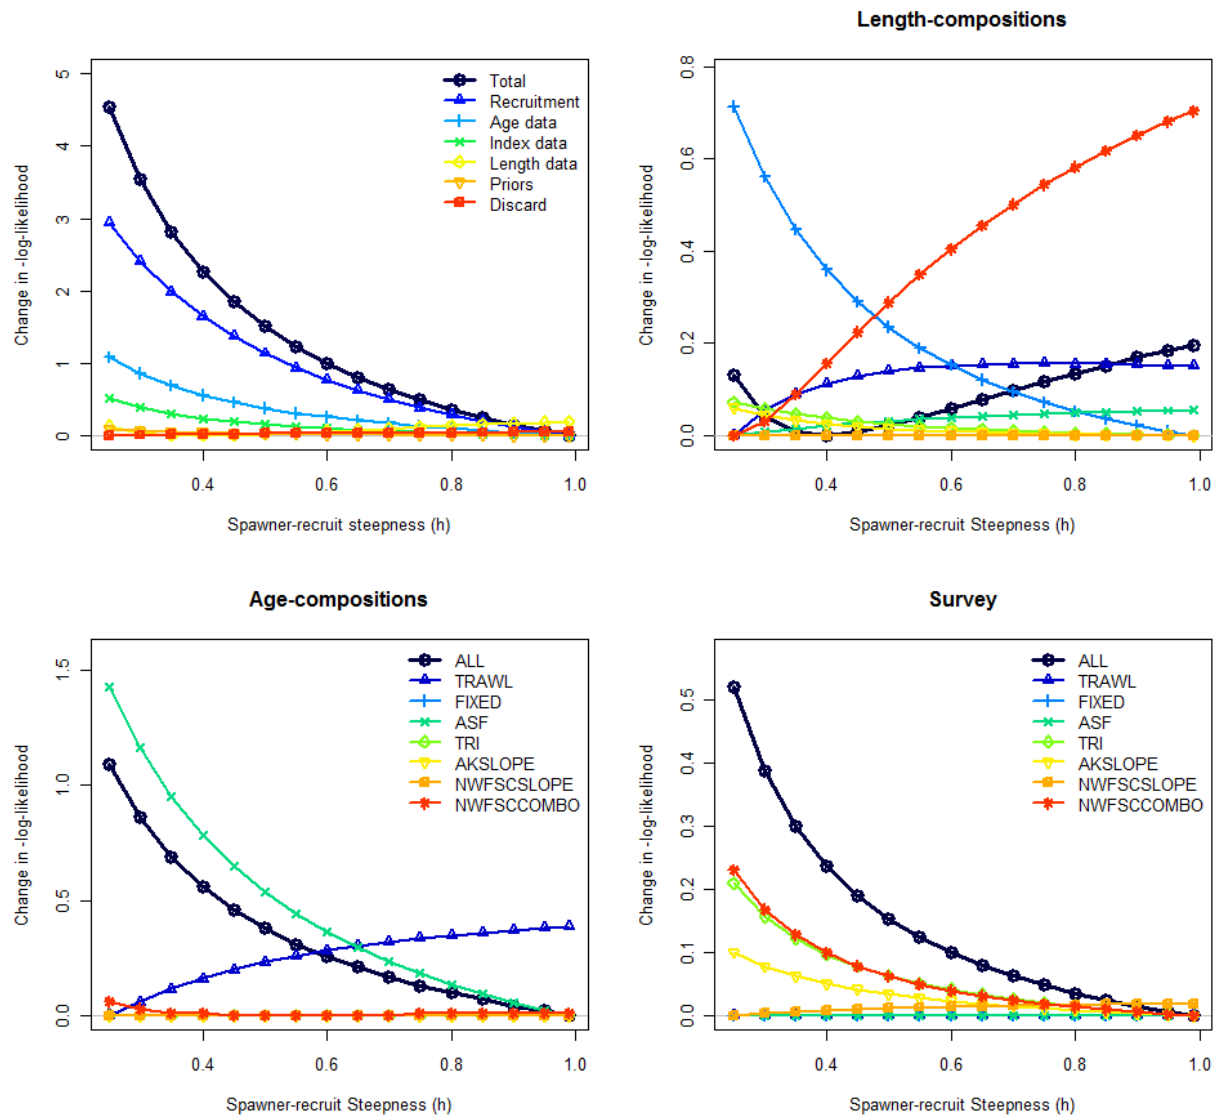 5
4
3
2
1
0
Change in -log-likelihood
Total
Recruitment
Age data
Index data
Length data
Priors
Discard
0.4 0.6 0.8 1.0
Spawner-recruit steepness (h)
Length-compositions
0.8
0.6
0.4
0.2
0.0
Change in -log-likelihood
0.4 0.6 0.8 1.0
Spawner-recruit Steepness (h)
Age-compositions
1.5
1.0
0.5
0.0
Change in -log-likelihood
ALL
TRAWL
FIXED
ASF
TRI
AKSLOPE
NWFSCSLOPE
NWFSCCOMBO
0.4 0.6 0.8 1.0
Spawner-recruit Steepness (h)
Survey
0.5
0.4
0.3
0.2
0.1
0.0
Change in -log-likelihood
ALL
TRAWL
FIXED
ASF
TRI
AKSLOPE
NWFSCSLOPE
NWFSCCOMBO
0.4 0.6 0.8 1.0
Spawner-recruit Steepness (h)